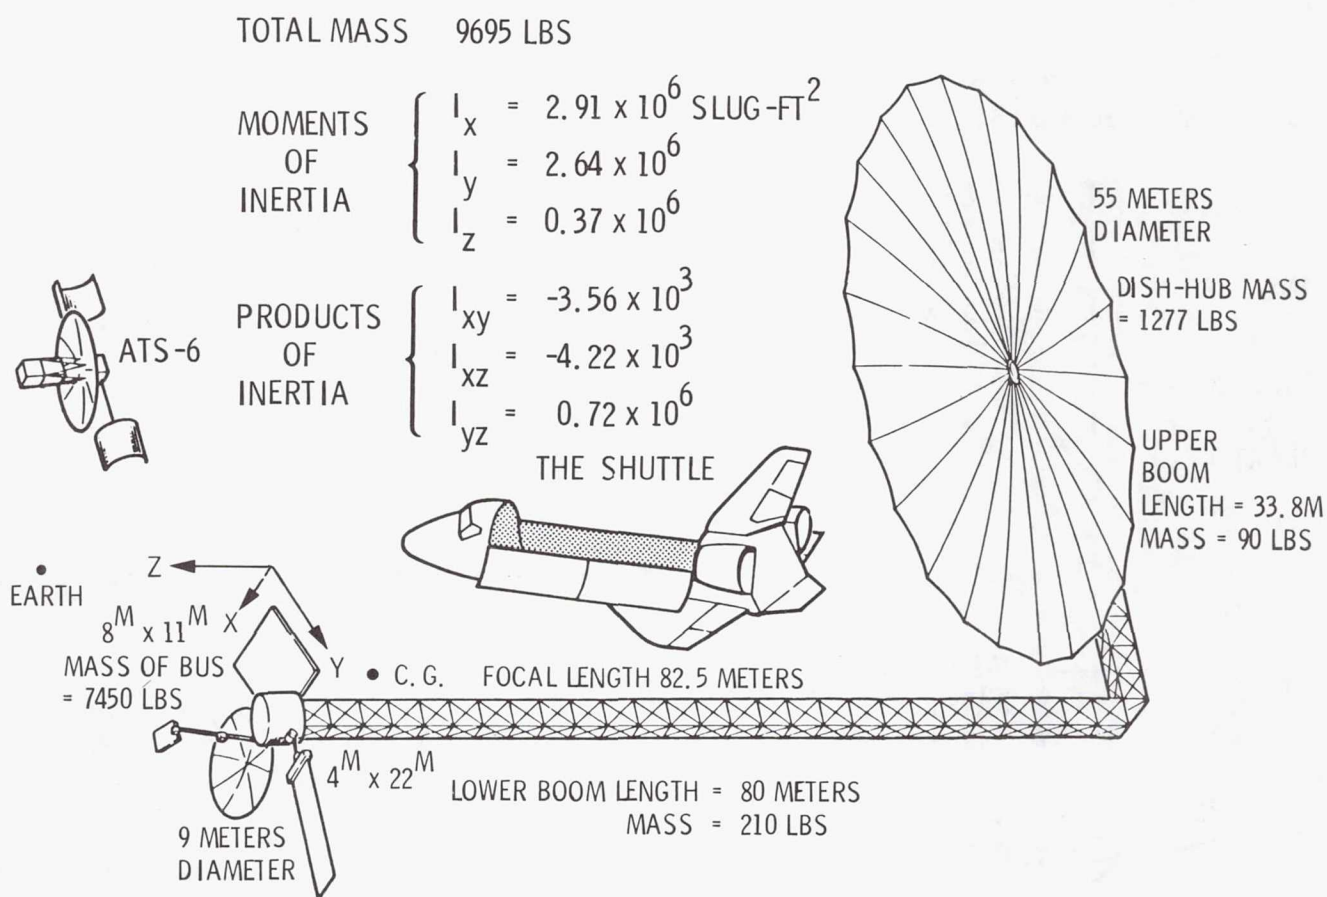 TOTAL MASS 9695 LBS
MOMENTS
OF
INERTIA
I_x = 2.91 x 10^6 SLUG-FT^2
I_y = 2.64 x 10^6
I_z = 0.37 x 10^6
PRODUCTS
OF
INERTIA
I_xy = -3.56 x 10^3
I_xz = -4.22 x 10^3
I_yz = 0.72 x 10^6
ATS-6
THE SHUTTLE
55 METERS
DIAMETER
DISH-HUB MASS
= 1277 LBS
UPPER
BOOM
LENGTH = 33.8M
MASS = 90 LBS
Z
X
Y
EARTH
8^M x 11^M
MASS OF BUS
= 7450 LBS
C.G.
FOCAL LENGTH 82.5 METERS
4^M x 22^M
LOWER BOOM LENGTH = 80 METERS
MASS = 210 LBS
9 METERS
DIAMETER